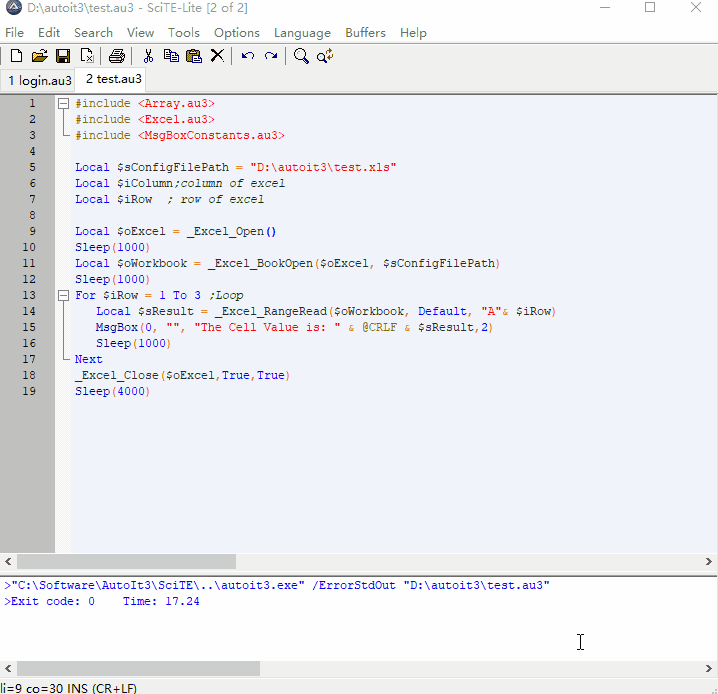 D:\autoit3\test.au3 - SciTE-Lite [2 of 2]
File Edit Search View Tools Options Language Buffers Help
1 login.au3 2 test.au3
1 #include <Array.au3>
2 #include <Excel.au3>
3 #include <MsgBoxConstants.au3>
4
5 Local $sConfigFilePath = "D:\autoit3\test.xls"
6 Local $iColumn;column of excel
7 Local $iRow  ; row of excel
8
9 Local $oExcel = _Excel_Open()
10 Sleep(1000)
11 Local $oWorkbook = _Excel_BookOpen($oExcel, $sConfigFilePath)
12 Sleep(1000)
13 For $iRow = 1 To 3 ;Loop
14 Local $sResult = _Excel_RangeRead($oWorkbook, Default, "A"& $iRow)
15 MsgBox(0, "", "The Cell Value is: " & @CRLF & $sResult,2)
16 Sleep(1000)
17 Next
18 _Excel_Close($oExcel,True,True)
19 Sleep(4000)
>"C:\Software\AutoIt3\SciTE\..\autoit3.exe" /ErrorStdOut "D:\autoit3\test.au3"
>Exit code: 0    Time: 17.24
li=9 co=30 INS (CR+LF)